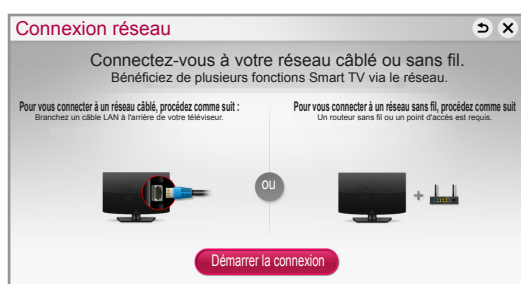 Connexion réseau
Connectez-vous à votre réseau câblé ou sans fil.
Bénéficiez de plusieurs fonctions Smart TV via le réseau.
Pour vous connecter à un réseau câblé, procédez comme suit :
Branchez un câble LAN à l'arrière de votre téléviseur.
Pour vous connecter à un réseau sans fil, procédez comme suit
Un routeur sans fil ou un point d'accès est requis.
ou
Démarrer la connexion